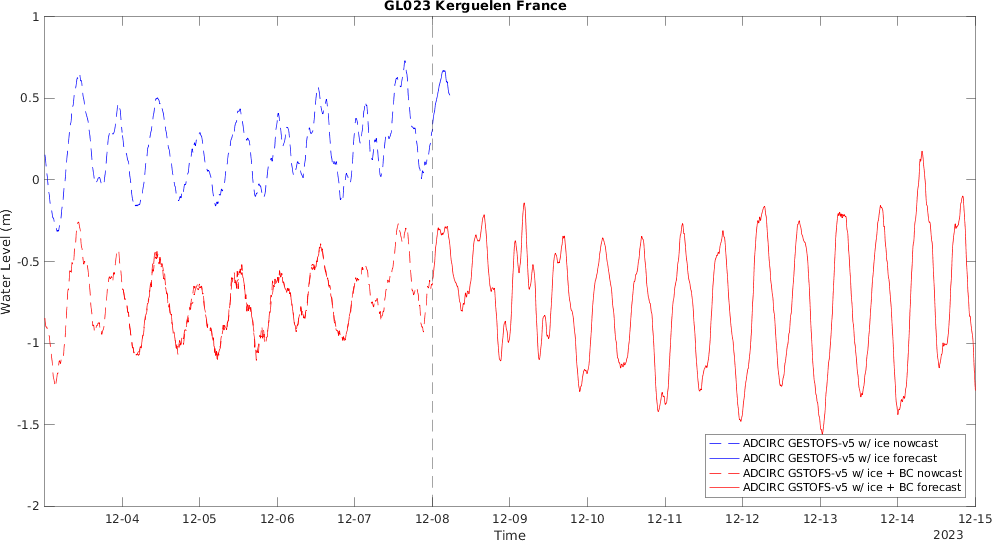 GL023 Kerguelen France
1
0.5
0
-0.5
-1
-1.5
-2
Water Level (m)
ADCIRC GESTOFS-v5 w/ ice nowcast
ADCIRC GESTOFS-v5 w/ ice forecast
ADCIRC GSTOFS-v5 w/ ice + BC nowcast
ADCIRC GSTOFS-v5 w/ ice + BC forecast
12-04 12-05 12-06 12-07 12-08 12-09 12-10 12-11 12-12 12-13 12-14 12-15
Time 2023